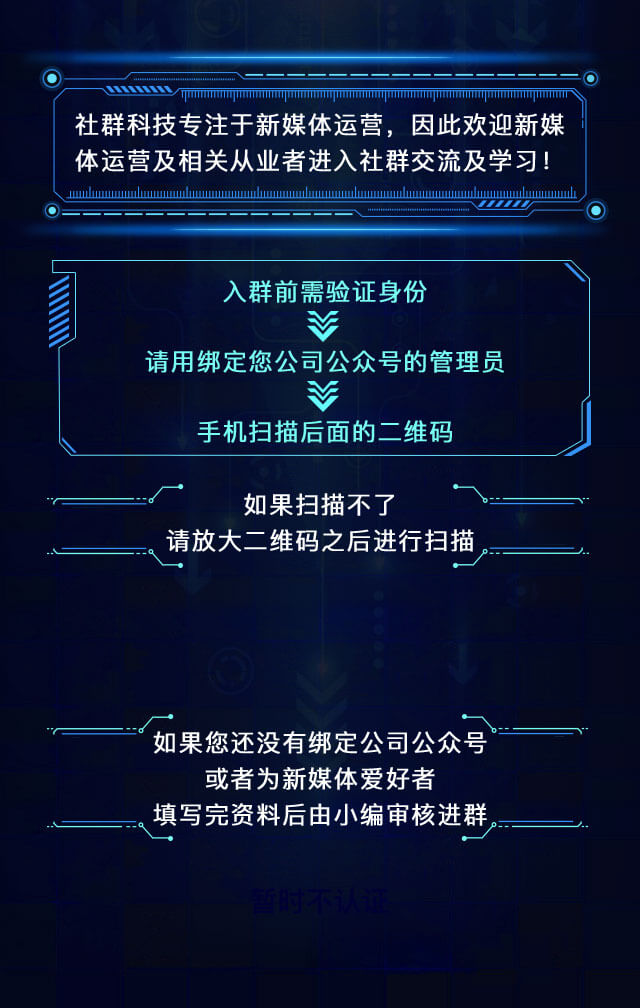 社群科技专注于新媒体运营，因此欢迎新媒
体运营及相关从业者进入社群交流及学习！
入群前需验证身份
请用绑定您公司公众号的管理员
手机扫描后面的二维码
如果扫描不了
请放大二维码之后进行扫描
如果您还没有绑定公司公众号
或者为新媒体爱好者
填写完资料后由小编审核进群
暂时不认证